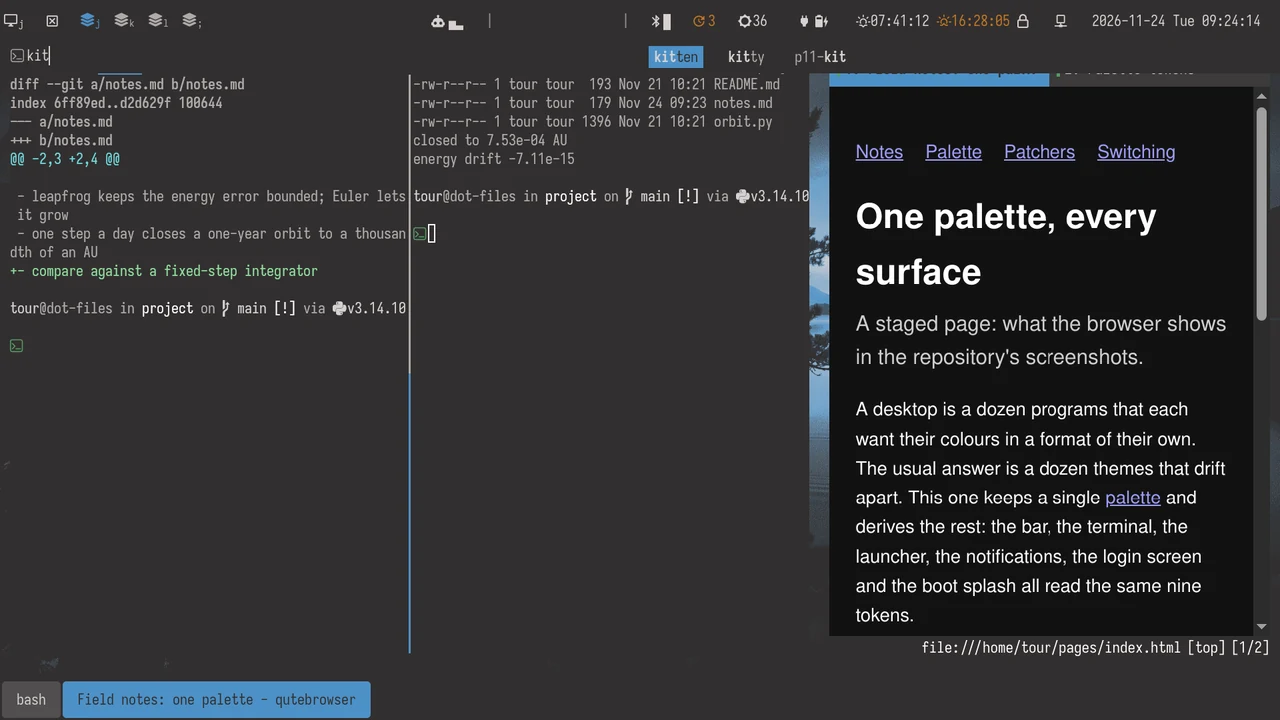 j k l ; 3 36 07:41:12 16:28:05 2026-11-24 Tue 09:24:14
kit kitten kitty p11-kit
diff --git a/notes.md b/notes.md
index 6ff89ed..d2d629f 100644
--- a/notes.md
+++ b/notes.md
@@ -2,3 +2,4 @@
- leapfrog keeps the energy error bounded; Euler lets
it grow
- one step a day closes a one-year orbit to a thousan
dth of an AU
+- compare against a fixed-step integrator
tour@dot-files in project on main [!] via v3.14.10
-rw-r--r-- 1 tour tour 193 Nov 21 10:21 README.md
-rw-r--r-- 1 tour tour 179 Nov 24 09:23 notes.md
-rw-r--r-- 1 tour tour 1396 Nov 21 10:21 orbit.py
closed to 7.53e-04 AU
energy drift -7.11e-15
tour@dot-files in project on main [!] via v3.14.10
Notes Palette Patchers Switching
One palette, every
surface
A staged page: what the browser shows
in the repository's screenshots.
A desktop is a dozen programs that each
want their colours in a format of their own.
The usual answer is a dozen themes that drift
apart. This one keeps a single palette and
derives the rest: the bar, the terminal, the
launcher, the notifications, the login screen
and the boot splash all read the same nine
tokens.
file:///home/tour/pages/index.html [top] [1/2]
bash Field notes: one palette - qutebrowser